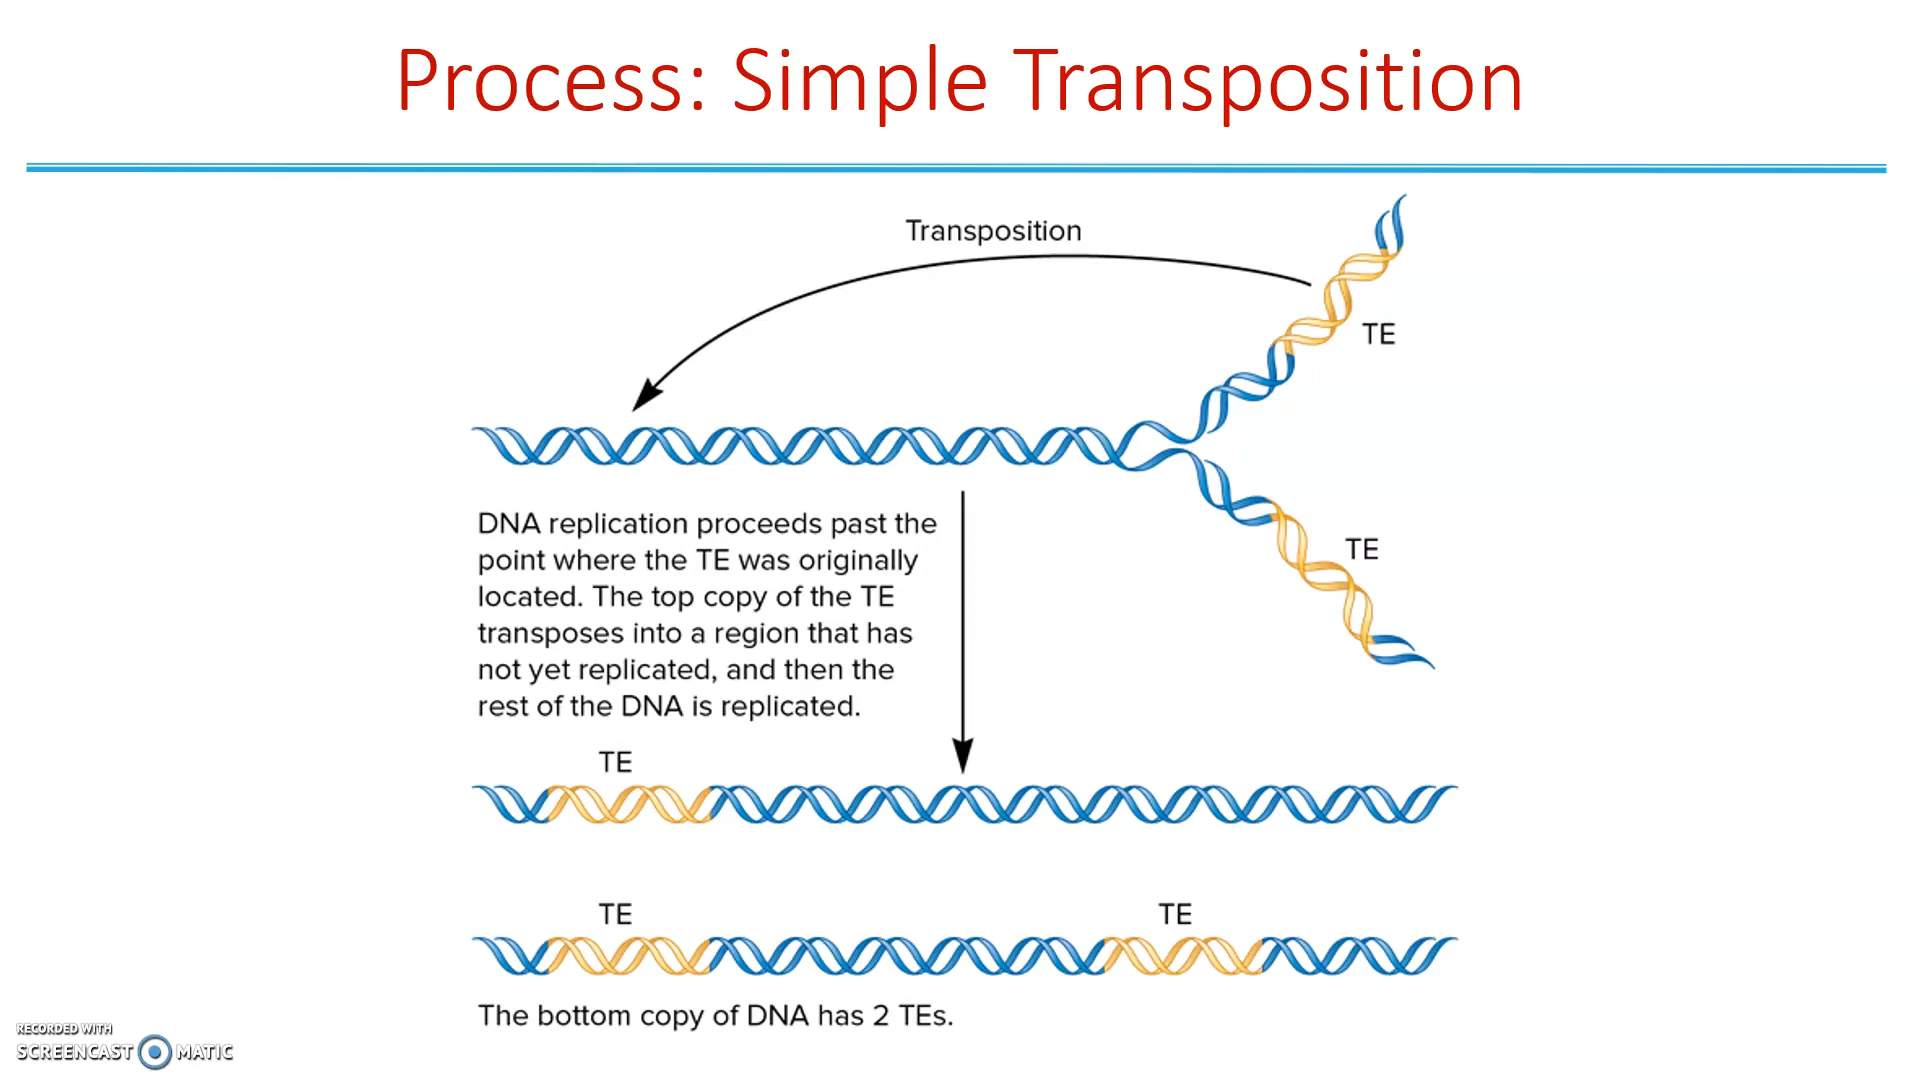 Process: Simple Transposition
Transposition
TE
TE
DNA replication proceeds past the
point where the TE was originally
located. The top copy of the TE
transposes into a region that has
not yet replicated, and then the
rest of the DNA is replicated.
TE
TE
TE
The bottom copy of DNA has 2 TEs.
RECORDED WITH
SCREENCAST MATIC